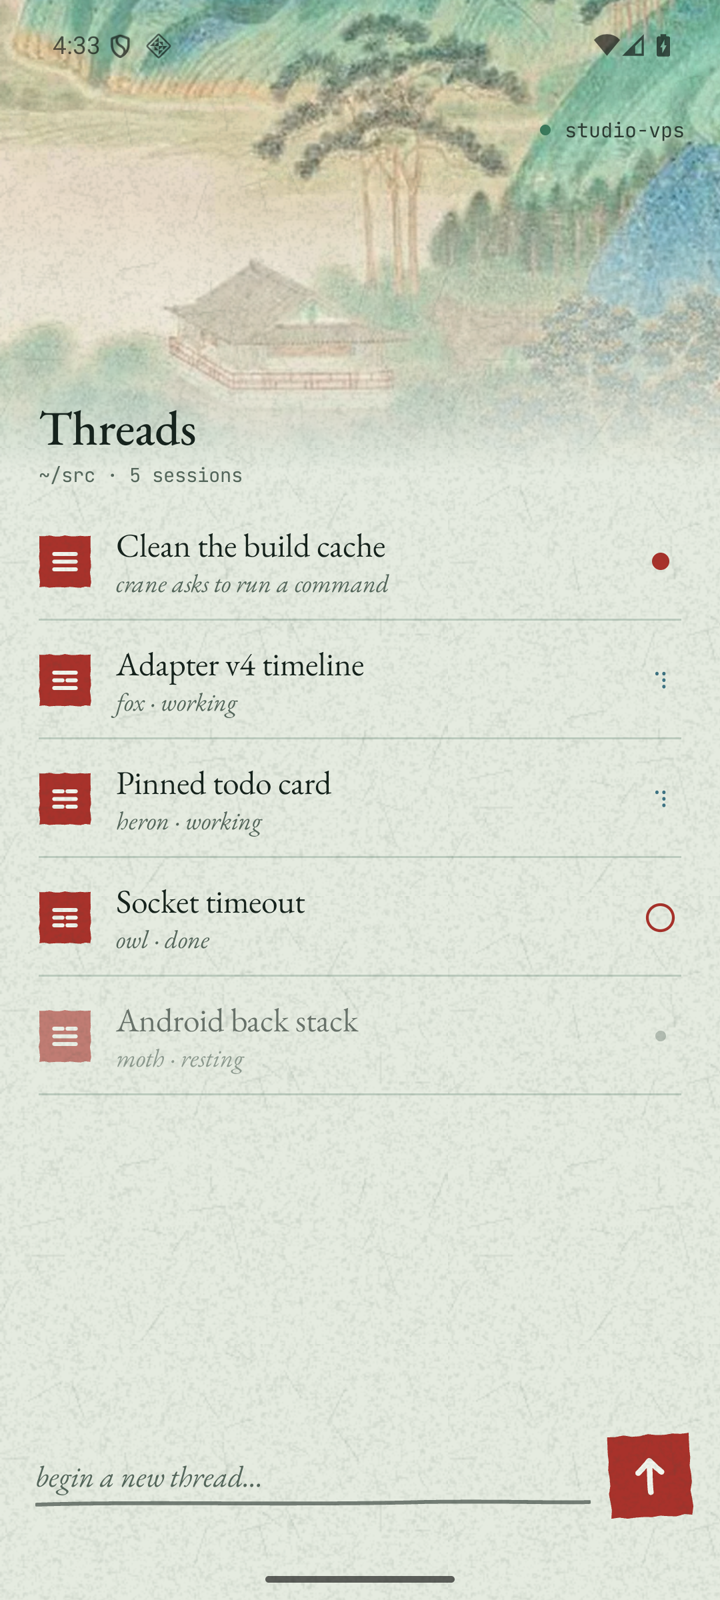 4:33
studio-vps
Threads
~/src · 5 sessions
Clean the build cache
crane asks to run a command
Adapter v4 timeline
fox · working
Pinned todo card
heron · working
Socket timeout
owl · done
Android back stack
moth · resting
begin a new thread...